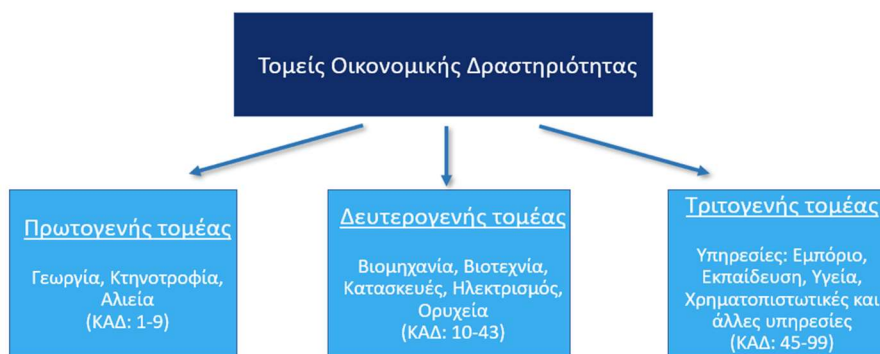 Τομείς Οικονομικής Δραστηριότητας
Πρωτογενής τομέας
Γεωργία, Κτηνοτροφία,
Αλιεία
(ΚΑΔ: 1-9)
Δευτερογενής τομέας
Βιομηχανία, Βιοτεχνία,
Κατασκευές, Ηλεκτρισμός,
Ορυχεία
(ΚΑΔ: 10-43)
Τριτογενής τομέας
Υπηρεσίες: Εμπόριο,
Εκπαίδευση, Υγεία,
Χρηματοπιστωτικές και
άλλες υπηρεσίες
(ΚΑΔ: 45-99)